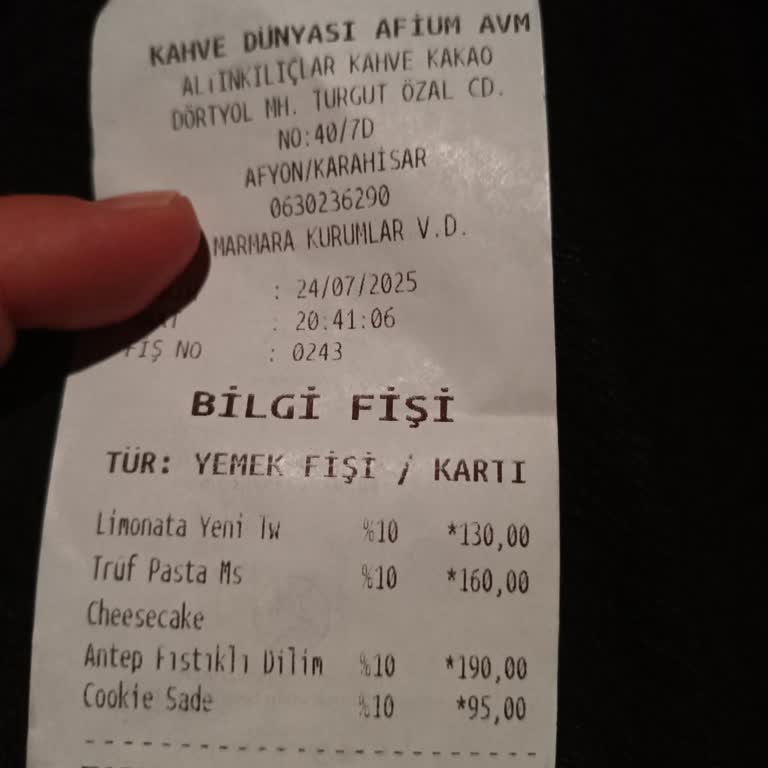 KAHVE DÜNYASI AFİUM AVM
ALTINKILIÇLAR KAHVE KAKAO
DÖRTYOL MH. TURGUT ÖZAL CD.
NO:40/7D
AFYON/KARAHİSAR
0630236290
MARMARA KURUMLAR V.D.
: 24/07/2025
: 20:41:06
FİŞ NO : 0243
BİLGİ FİŞİ
TÜR: YEMEK FİŞİ / KARTI
Limonata Yeni Tw %10 *130,00
Trüf Pasta Ms %10 *160,00
Cheesecake
Antep Fıstıklı Dilim %10 *190,00
Cookie Sade %10 *95,00